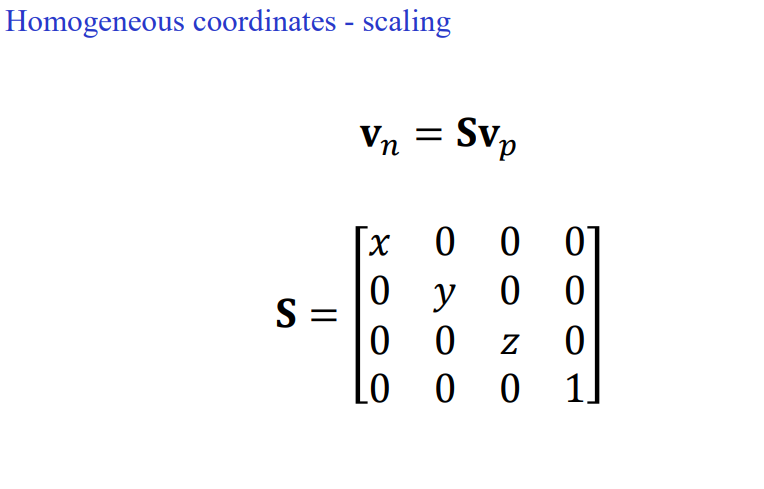 Homogeneous coordinates - scaling
𝐯ₙ = 𝐒𝐯ₚ
x 0 0 0
0 y 0 0
𝐒 =
0 0 z 0
0 0 0 1